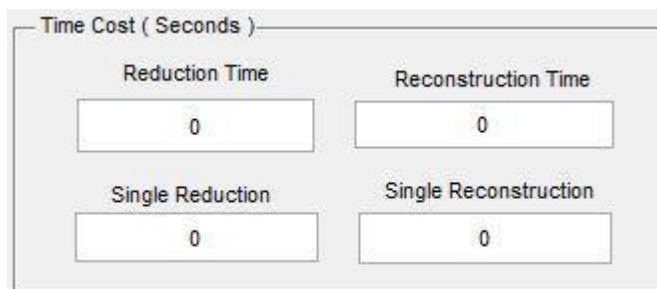 Time Cost ( Seconds )
Reduction Time
Reconstruction Time
0
0
Single Reduction
Single Reconstruction
0
0